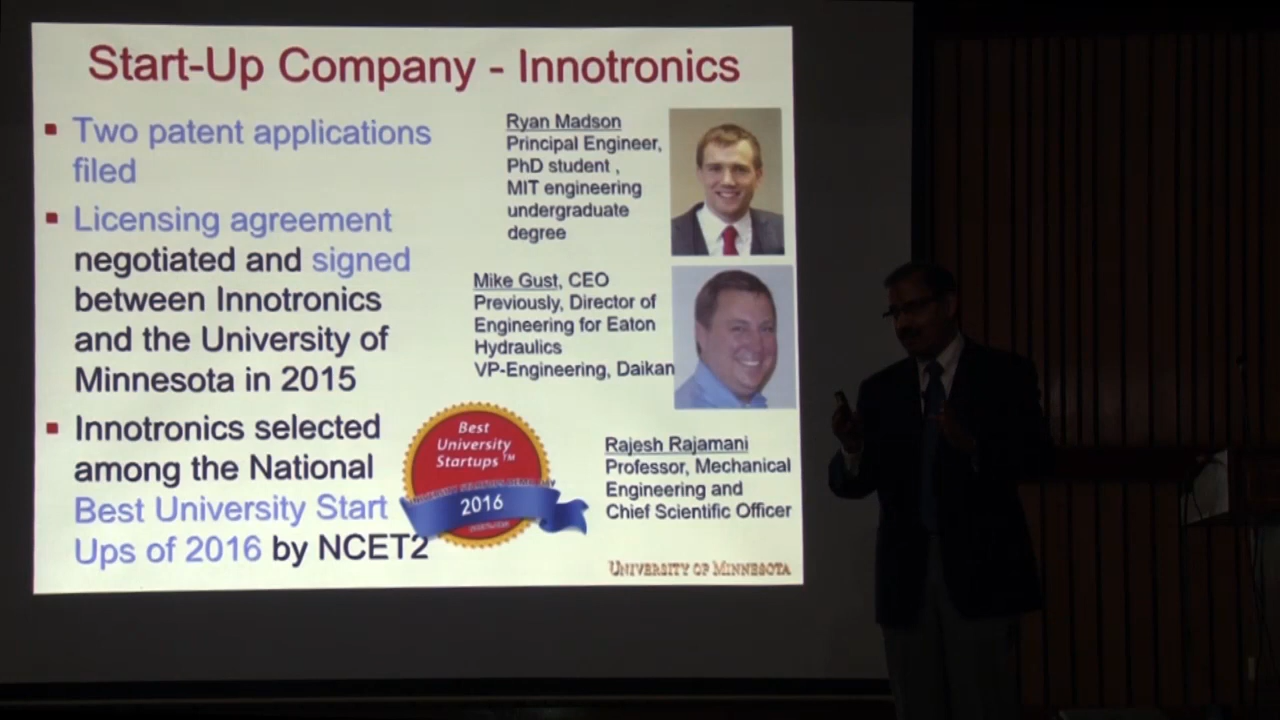 Start-Up Company - Innotronics
Two patent applications
filed
Licensing agreement
negotiated and signed
between Innotronics
and the University of
Minnesota in 2015
Innotronics selected
among the National
Best University Start
Ups of 2016 by NCET2
Ryan Madson
Principal Engineer,
PhD student ,
MIT engineering
undergraduate
degree
Mike Gust, CEO
Previously, Director of
Engineering for Eaton
Hydraulics
VP-Engineering, Daikan
Best
University
Startups™
2016
Rajesh Rajamani
Professor, Mechanical
Engineering and
Chief Scientific Officer
UNIVERSITY OF MINNESOTA